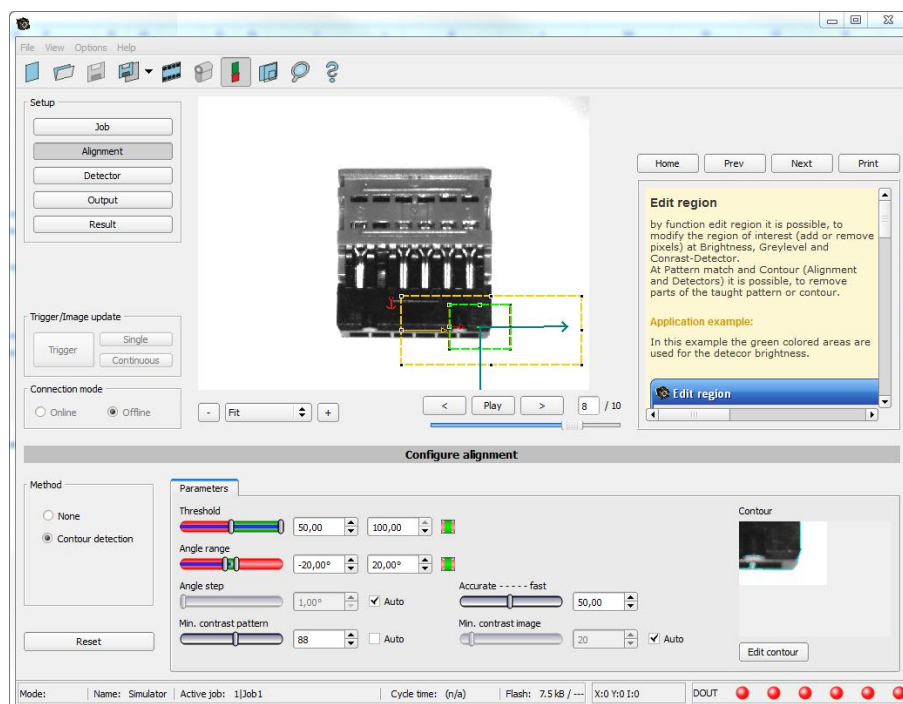 File View Options Help
Setup
Job
Alignment
Detector
Output
Result
Trigger/Image update
Trigger
Single
Continuous
Connection mode
Online
Offline
-
Fit
+
<
Play
>
8
/ 10
Home
Prev
Next
Print
Edit region
by function edit region it is possible, to
modify the region of interest (add or remove
pixels) at Brightness, Greylevel and
Conrast-Detector.
At Pattern match and Contour (Alignment
and Detectors) it is possible, to remove
parts of the taught pattern or contour.
Application example:
In this example the green colored areas are
used for the detecor brightness.
Edit region
Configure alignment
Method
None
Contour detection
Reset
Parameters
Threshold
50,00
100,00
Angle range
-20,00°
20,00°
Angle step
1,00°
Auto
Accurate - - - - - fast
50,00
Min. contrast pattern
88
Auto
Min. contrast image
20
Auto
Contour
Edit contour
Mode: Name: Simulator Active job: 1|Job1 Cycle time: (n/a) Flash: 7.5 kB / --- X:0 Y:0 I:0 DOUT